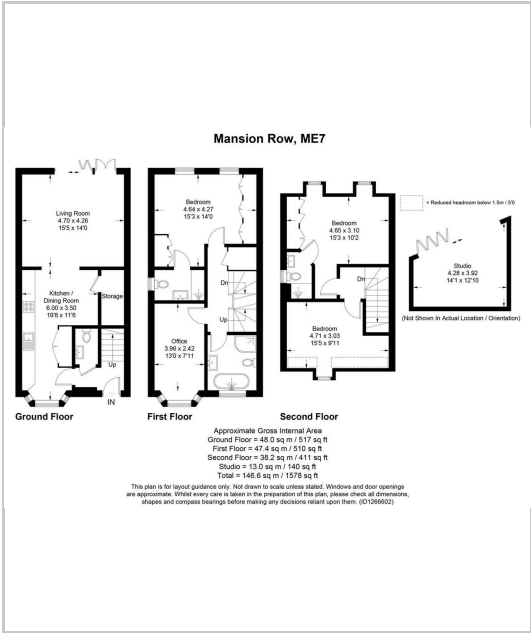 Mansion Row, ME7
= Reduced headroom below 1.5m / 5'0
Living Room
4.70 x 4.26
15'5 x 14'0
Kitchen /
Dining Room
6.00 x 3.50
19'8 x 11'6
Storage
Up
IN
Ground Floor
Bedroom
4.64 x 4.27
15'3 x 14'0
Dn
Up
Office
3.96 x 2.42
13'0 x 7'11
First Floor
Bedroom
4.65 x 3.10
15'3 x 10'2
Dn
Bedroom
4.71 x 3.03
15'5 x 9'11
Second Floor
Studio
4.28 x 3.92
14'1 x 12'10
(Not Shown In Actual Location / Orientation)
Approximate Gross Internal Area
Ground Floor = 48.0 sq m / 517 sq ft
First Floor = 47.4 sq m / 510 sq ft
Second Floor = 38.2 sq m / 411 sq ft
Studio = 13.0 sq m / 140 sq ft
Total = 146.6 sq m / 1578 sq ft
This plan is for layout guidance only. Not drawn to scale unless stated. Windows and door openings
are approximate. Whilst every care is taken in the preparation of this plan, please check all dimensions,
shapes and compass bearings before making any decisions reliant upon them. (ID1266602)